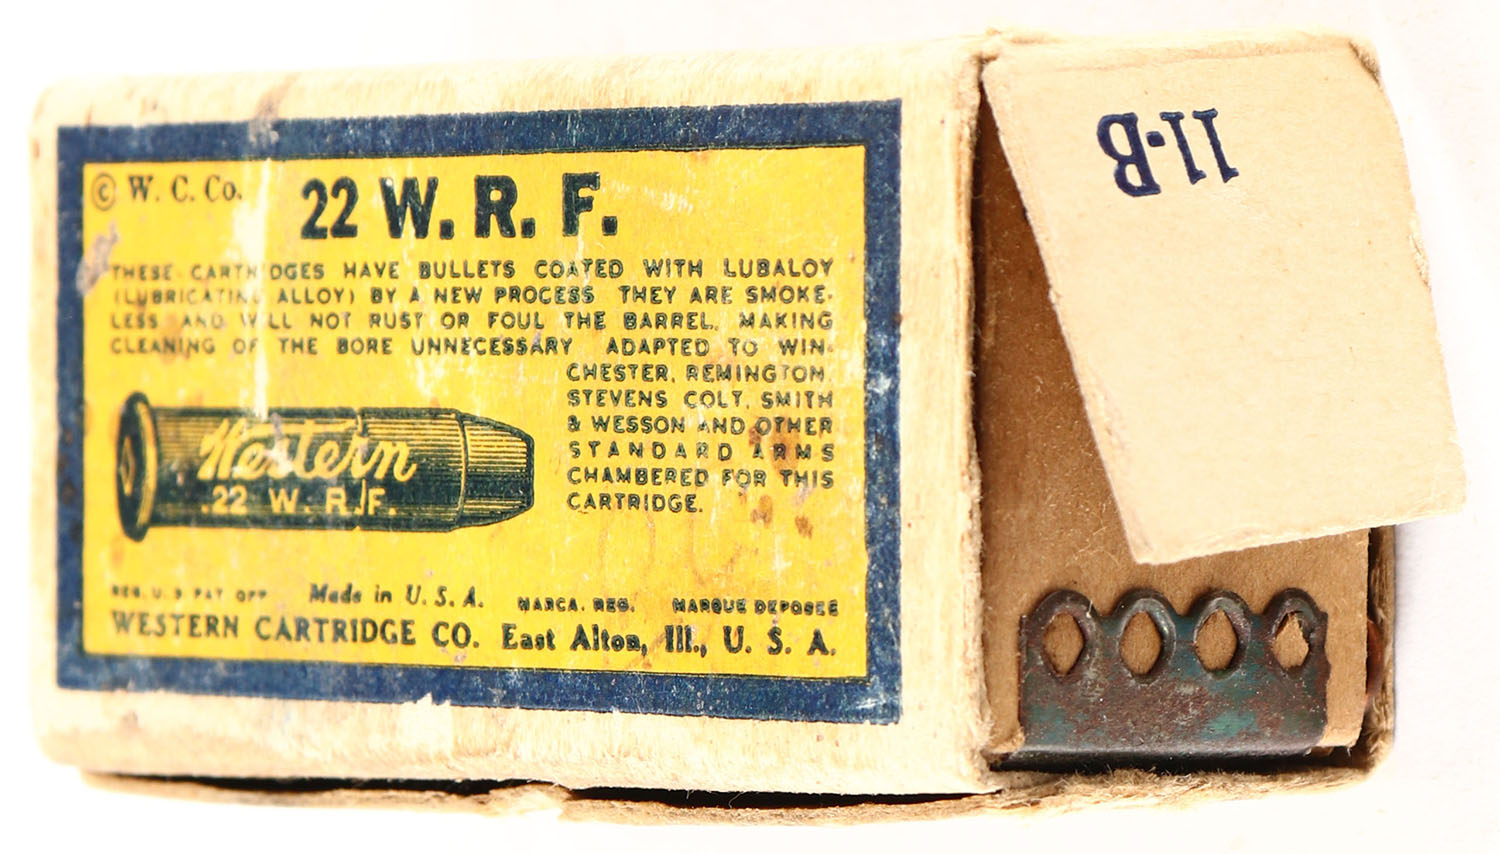 © W. C. Co.
22 W. R. F.
THESE CARTRIDGES HAVE BULLETS COATED WITH LUBALOY
(LUBRICATING ALLOY) BY A NEW PROCESS THEY ARE SMOKE-
LESS AND WILL NOT RUST OR FOUL THE BARREL, MAKING
CLEANING OF THE BORE UNNECESSARY ADAPTED TO WIN-
CHESTER, REMINGTON,
STEVENS COLT, SMITH
& WESSON AND OTHER
STANDARD ARMS
CHAMBERED FOR THIS
CARTRIDGE.
Western
.22 W. R. F.
REG. U. S PAT OFF Made in U. S. A. MARCA. REG. MARQUE DEPOSEE
WESTERN CARTRIDGE CO. East Alton, Ill., U. S. A.
11-B